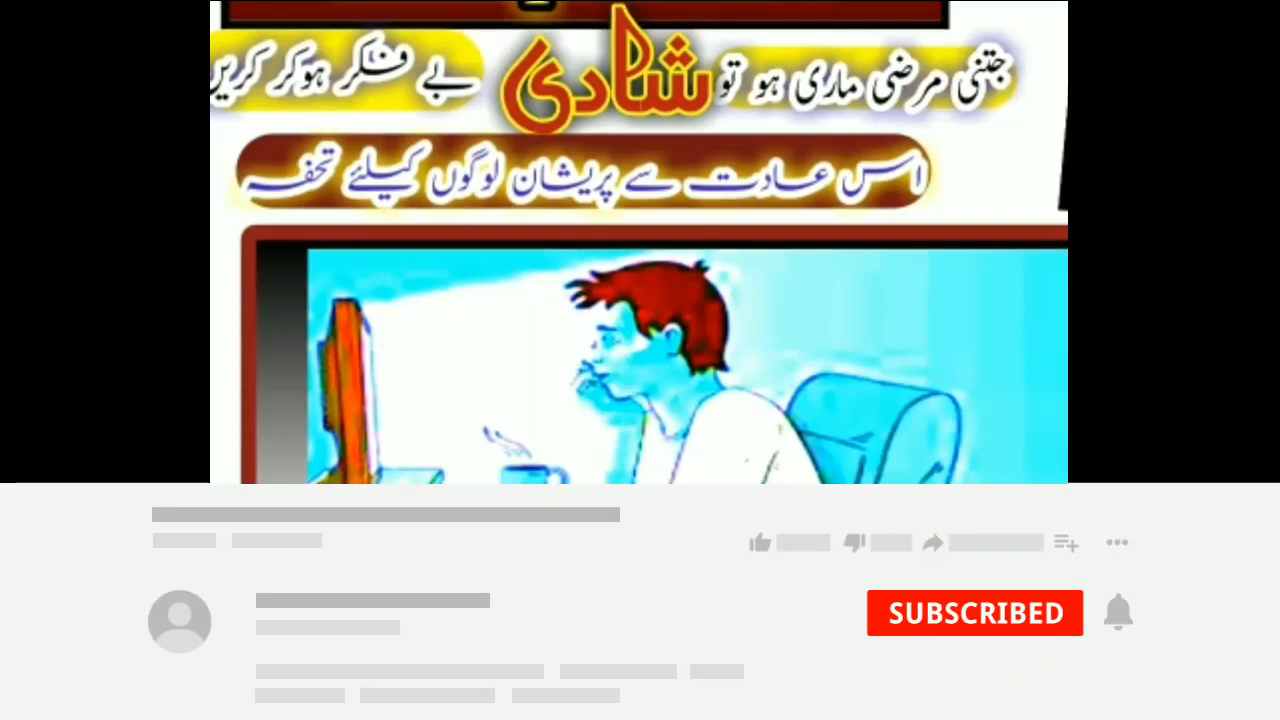 جتنی مرضی ماری ہو تو شادی بے فکر ہوکر کریں
اس عادت سے پریشان لوگوں کیلئے تحفہ
SUBSCRIBED